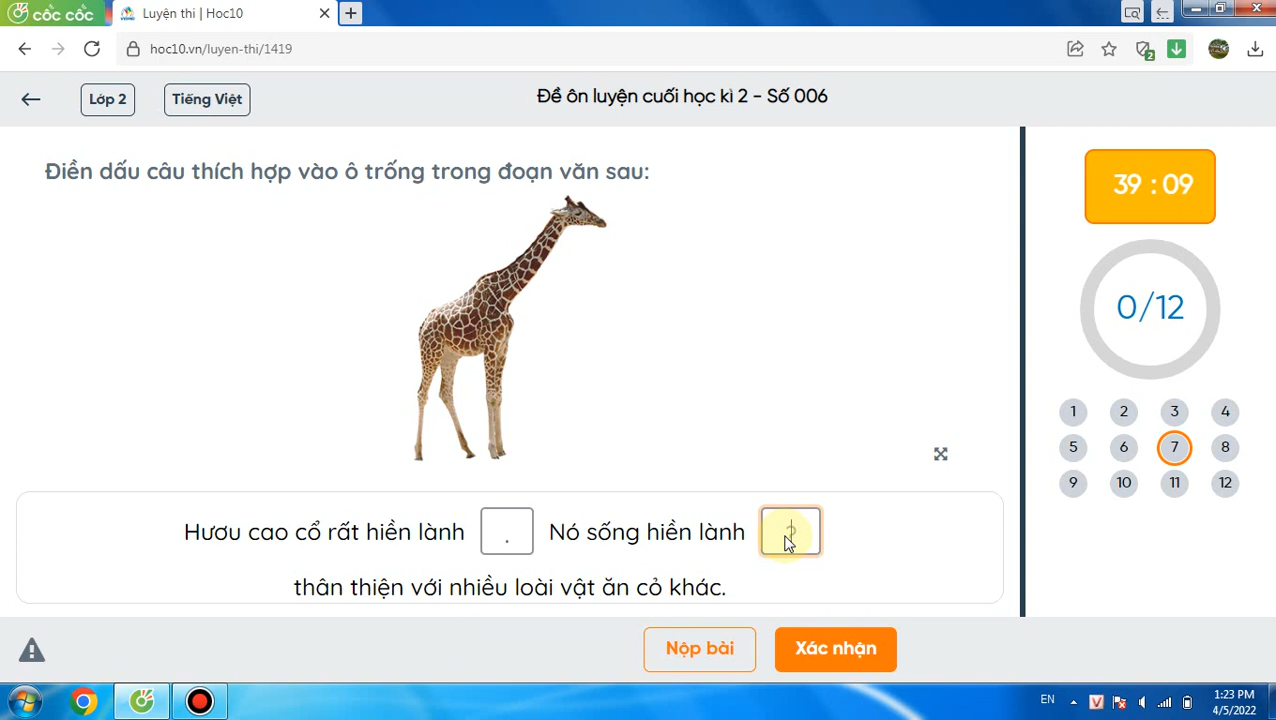 cốc cốc
Luyện thi | Hoc10
hoc10.vn/luyen-thi/1419
2
Lớp 2
Tiếng Việt
Đề ôn luyện cuối học kì 2 - Số 006
Điền dấu câu thích hợp vào ô trống trong đoạn văn sau:
39 : 09
0/12
1 2 3 4
5 6 7 8
9 10 11 12
Hươu cao cổ rất hiền lành . Nó sống hiền lành ?
thân thiện với nhiều loài vật ăn cỏ khác.
Nộp bài
Xác nhận
EN
1:23 PM
4/5/2022